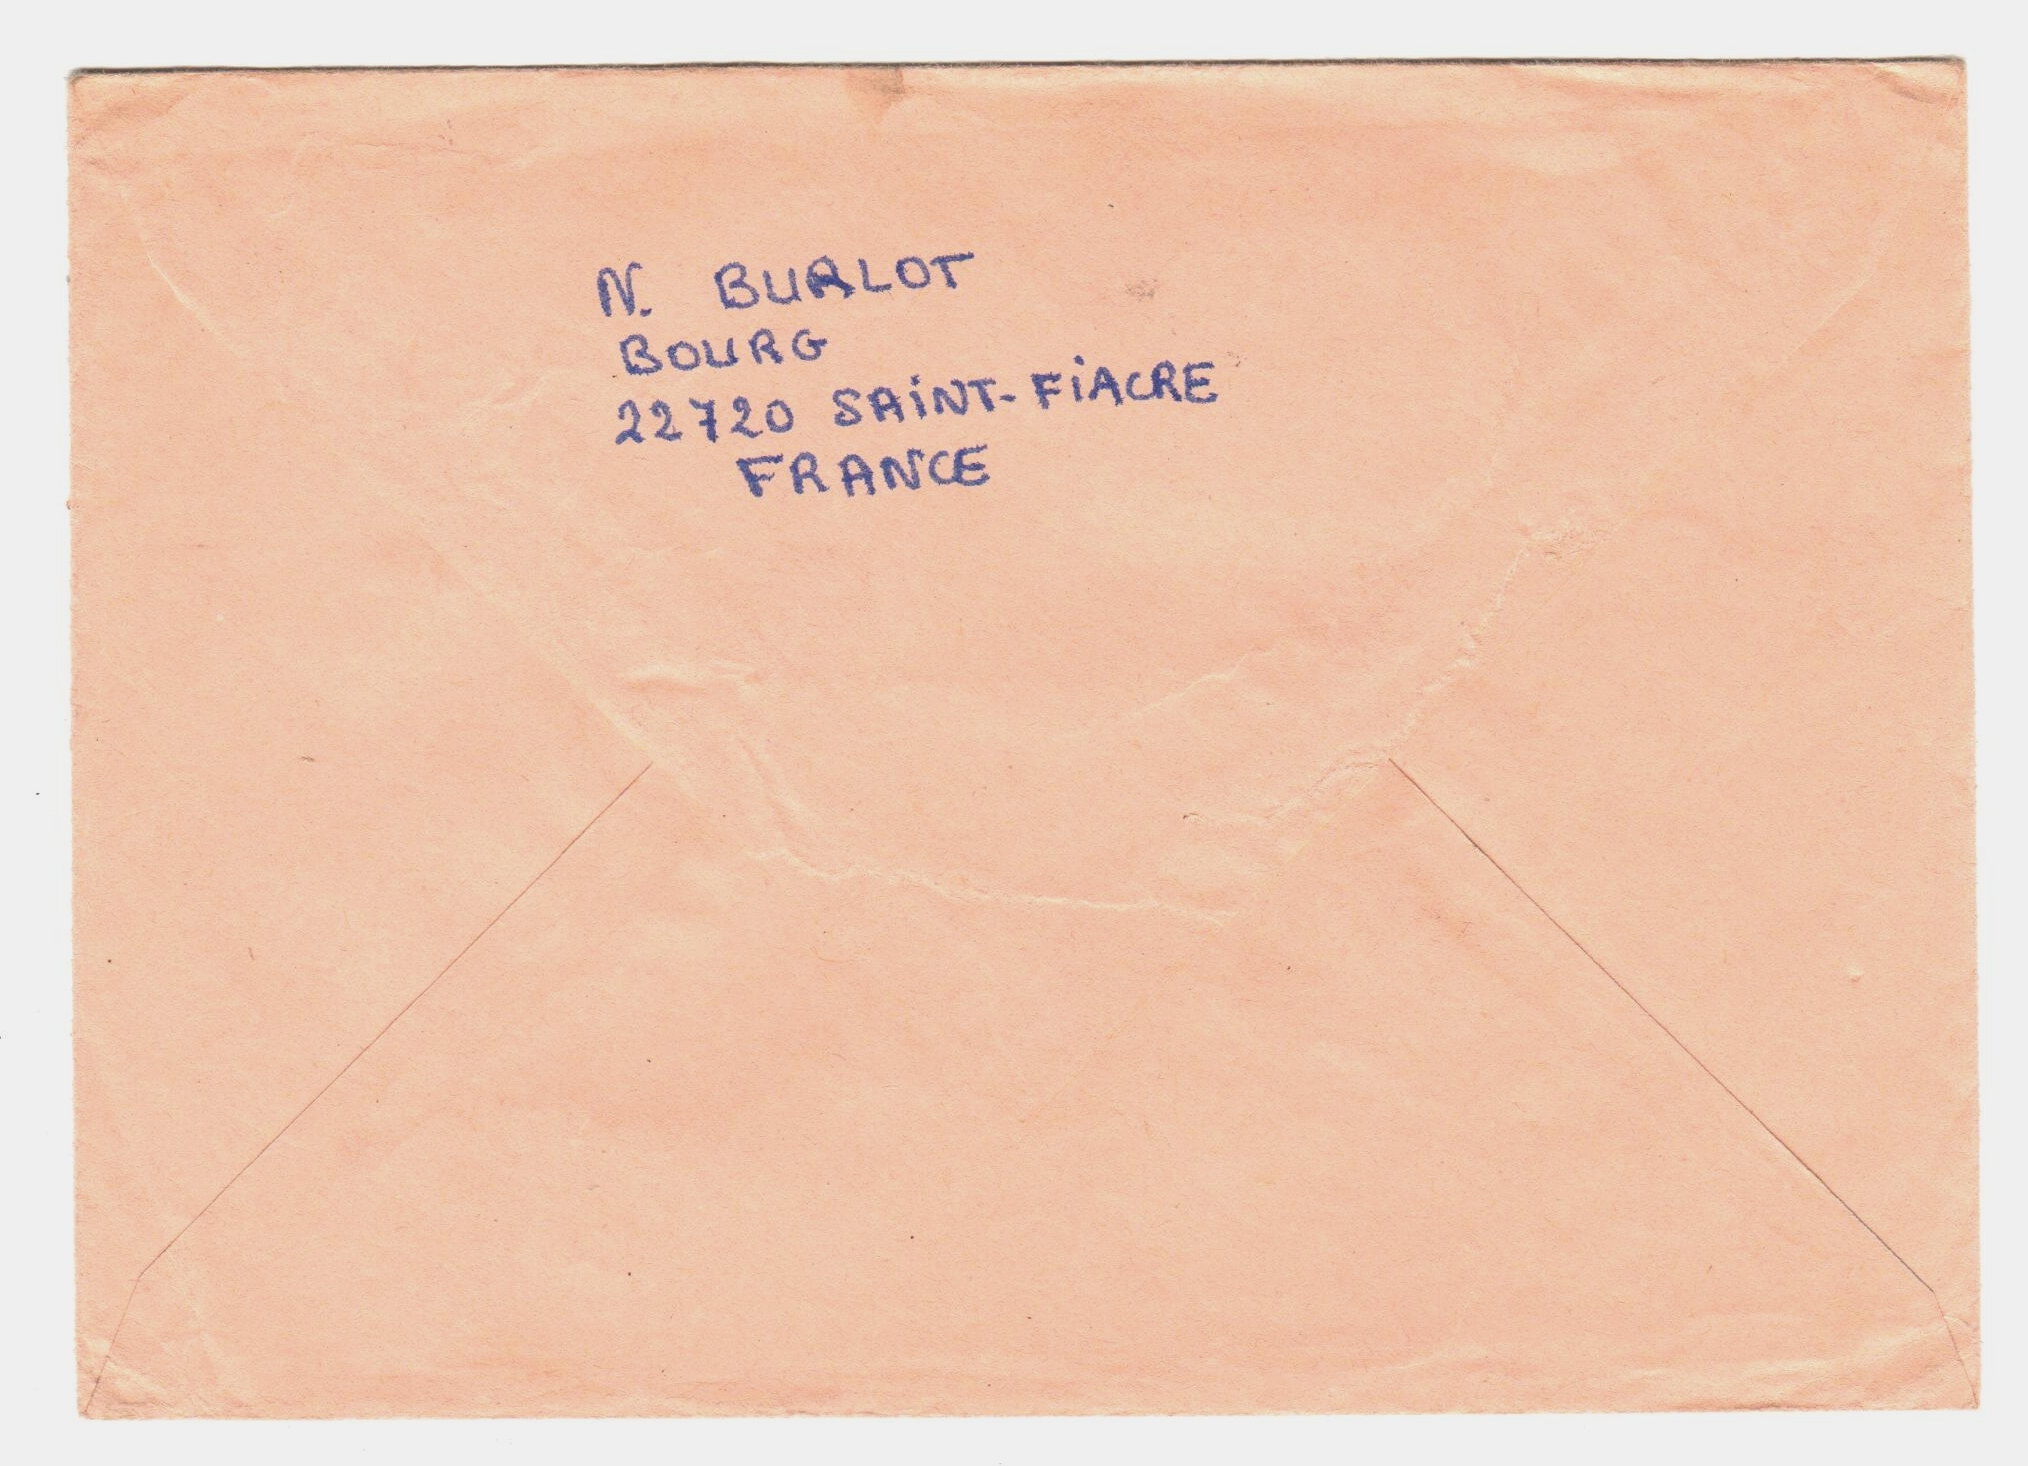 N. BURLOT
BOURG
22720 SAiNT-FiACRE
FRANCE